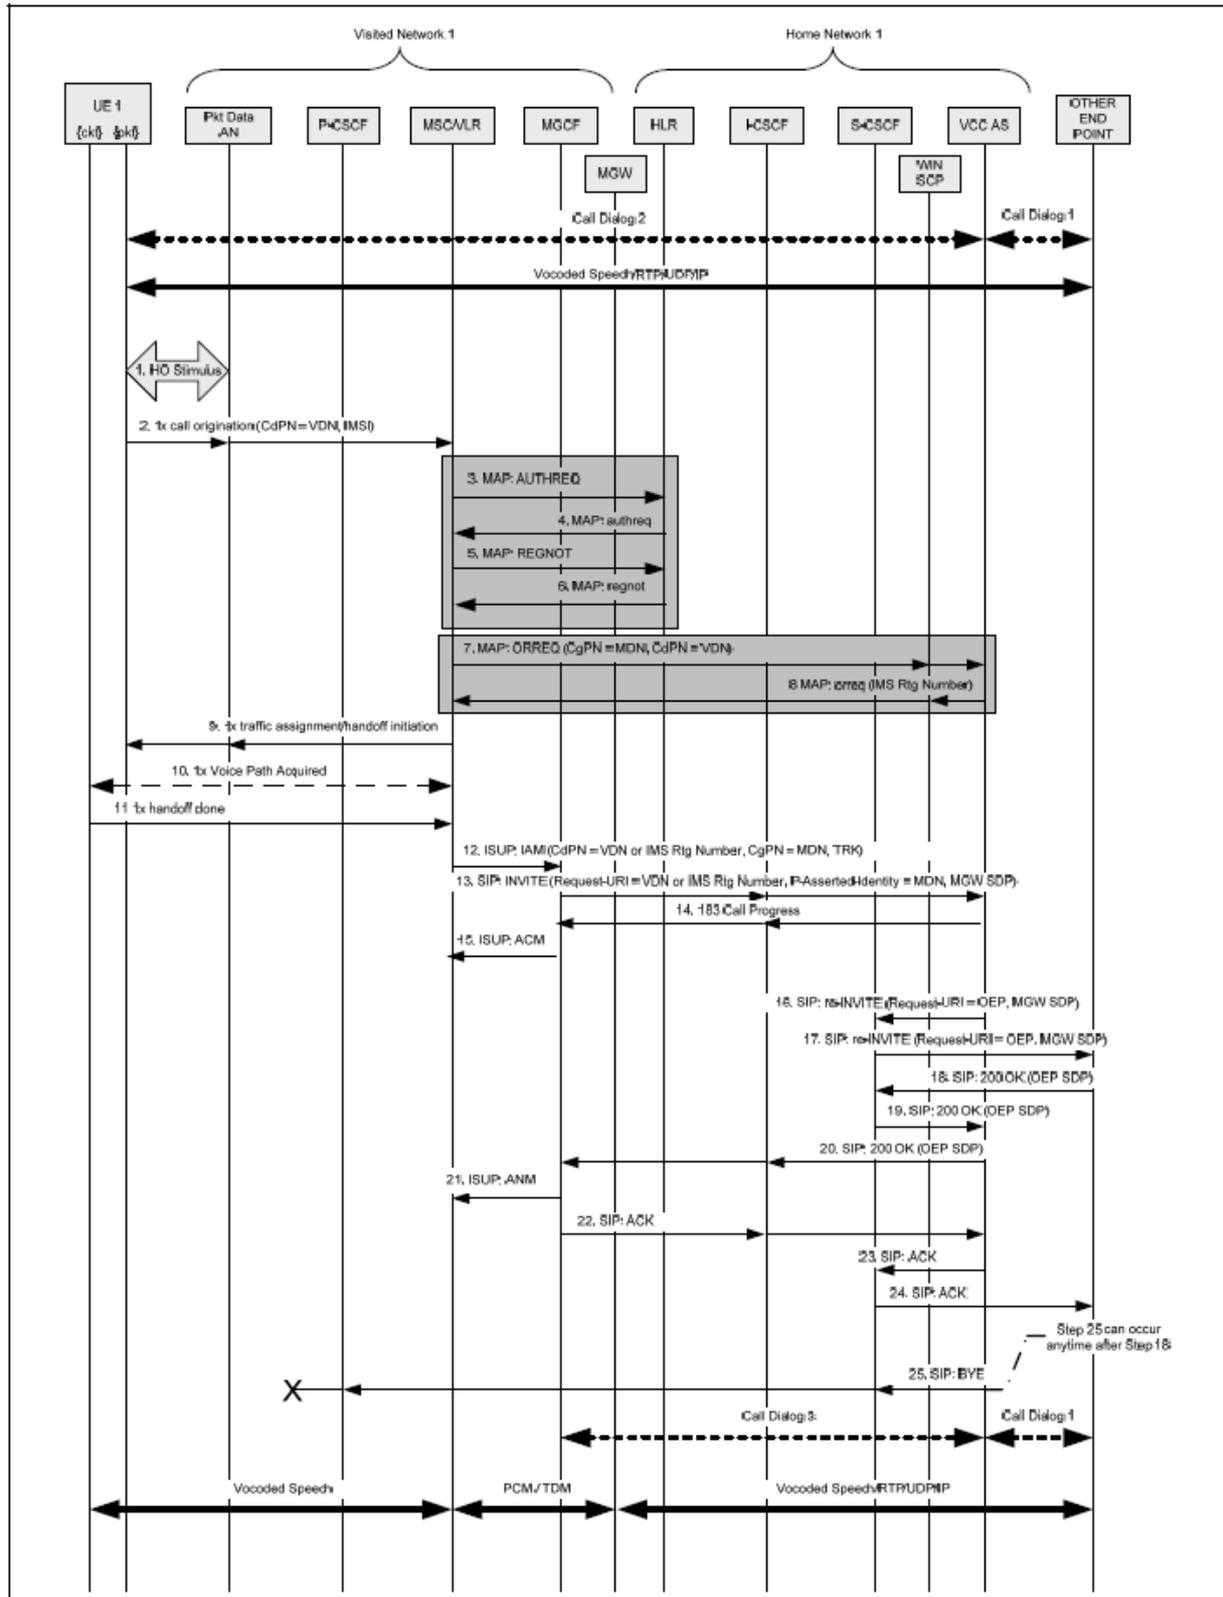 Visited Network 1
Home Network 1
UE 1
{ckt} {pkt}
Pkt Data
AN
P-CSCF
MSC/VLR
MGCF
HLR
I-CSCF
S-CSCF
VCC AS
OTHER
END
POINT
MGW
WIN
SCP
Call Dialog 2
Call Dialog 1
Vocoded Speech/RTP/UDP/IP
1. HO Stimulus
2. 1x call origination (CdPN = VDN, IMSI)
3. MAP: AUTHREQ
4. MAP: authreq
5. MAP: REGNOT
6. MAP: regnot
7. MAP: ORREQ (CgPN = MDN, CdPN = VDN)
8 MAP: orreq (IMS Rtg Number)
9. 1x traffic assignment/handoff initiation
10. 1x Voice Path Acquired
11 1x handoff done
12. ISUP: IAM (CdPN = VDN or IMS Rtg Number, CgPN = MDN, TRK)
13. SIP: INVITE (Request-URI = VDN or IMS Rtg Number, P-Asserted-Identity = MDN, MGW SDP)
14. 183 Call Progress
15. ISUP: ACM
16. SIP: re-INVITE (Request-URI = OEP, MGW SDP)
17. SIP: re-INVITE (Request-URI = OEP, MGW SDP)
18. SIP: 200 OK (OEP SDP)
19. SIP: 200 OK (OEP SDP)
20. SIP: 200 OK (OEP SDP)
21. ISUP: ANM
22. SIP: ACK
23. SIP: ACK
24. SIP: ACK
Step 25 can occur
anytime after Step 18
25. SIP: BYE
X
Call Dialog 3
Call Dialog 1
Vocoded Speech
PCM / TDM
Vocoded Speech/RTP/UDP/IP